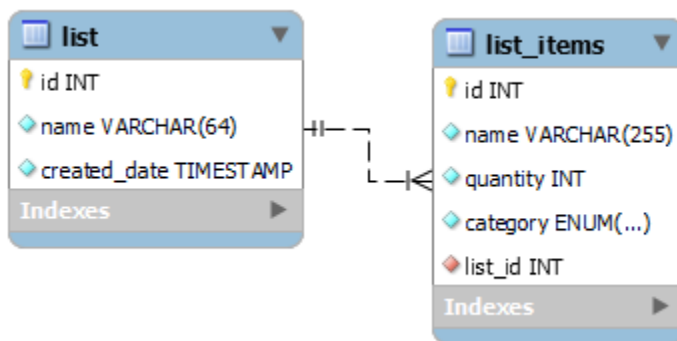 list
id INT
name VARCHAR(64)
created_date TIMESTAMP
Indexes
list_items
id INT
name VARCHAR(255)
quantity INT
category ENUM(...)
list_id INT
Indexes